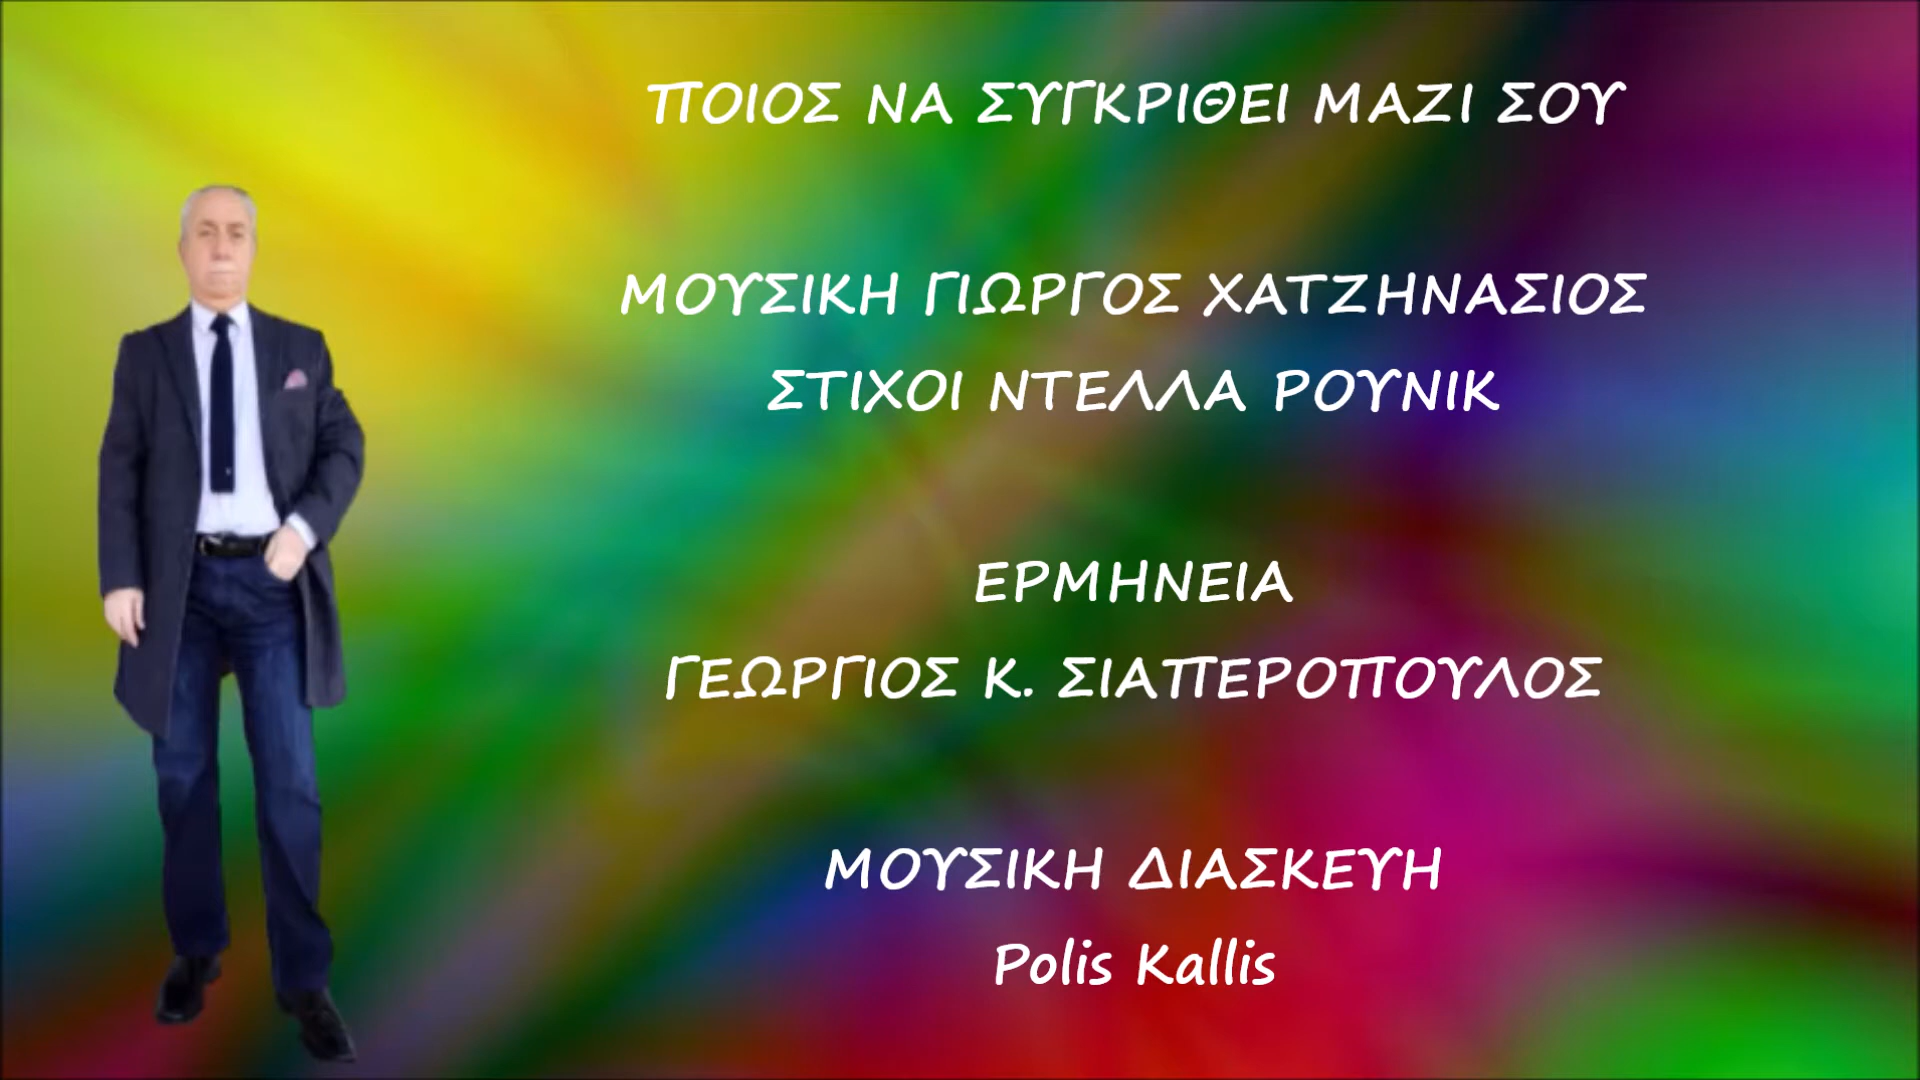 ΠΟΙΟΣ ΝΑ ΣΥΓΚΡΙΘΕΙ ΜΑΖΙ ΣΟΥ
ΜΟΥΣΙΚΗ ΓΙΩΡΓΟΣ ΧΑΤΖΗΝΑΣΙΟΣ
ΣΤΙΧΟΙ ΝΤΕΛΛΑ ΡΟΥΝΙΚ
ΕΡΜΗΝΕΙΑ
ΓΕΩΡΓΙΟΣ Κ. ΣΙΑΠΕΡΟΠΟΥΛΟΣ
ΜΟΥΣΙΚΗ ΔΙΑΣΚΕΥΗ
Polis Kallis